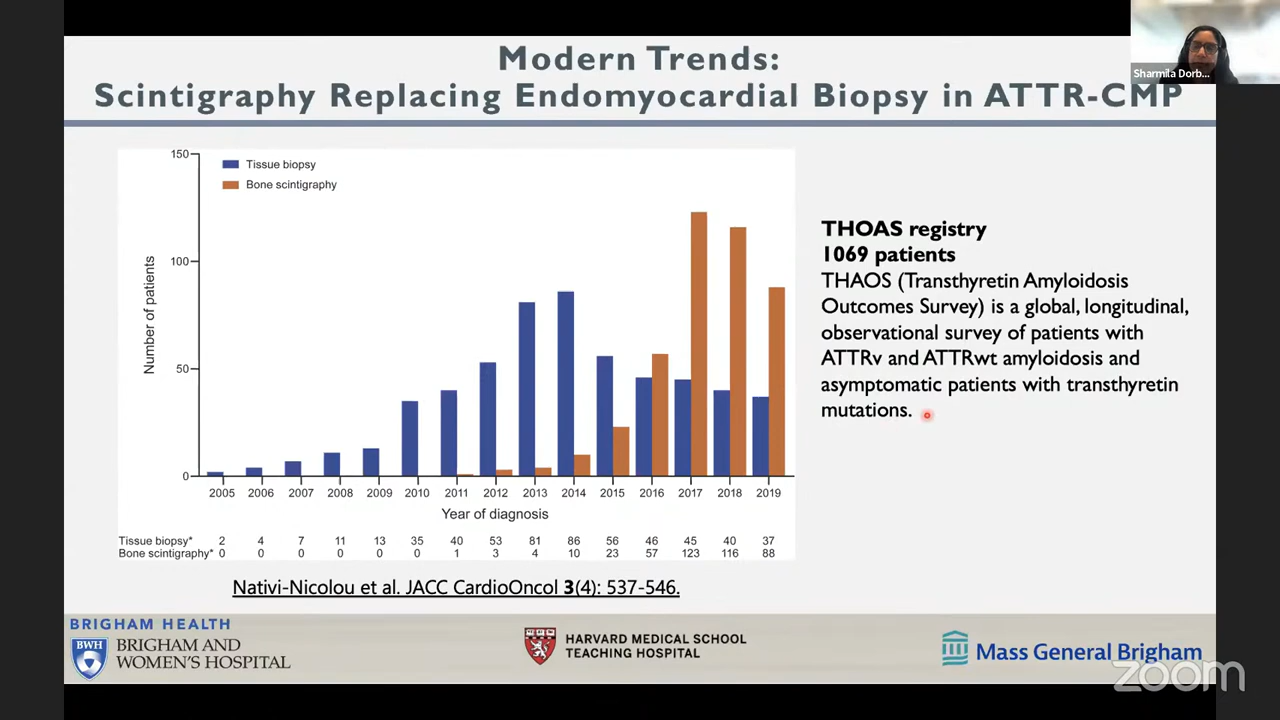 Modern Trends:
Scintigraphy Replacing Endomyocardial Biopsy in ATTR-CMP
Sharmila Dorb...
150
100
50
0
Number of patients
Tissue biopsy
Bone scintigraphy
2005 2006 2007 2008 2009 2010 2011 2012 2013 2014 2015 2016 2017 2018 2019
Year of diagnosis
Tissue biopsy* 2 4 7 11 13 35 40 53 81 86 56 46 45 40 37
Bone scintigraphy* 0 0 0 0 0 0 1 3 4 10 23 57 123 116 88
Nativi-Nicolou et al. JACC CardioOncol 3(4): 537-546.
THOAS registry
1069 patients
THAOS (Transthyretin Amyloidosis
Outcomes Survey) is a global, longitudinal,
observational survey of patients with
ATTRv and ATTRwt amyloidosis and
asymptomatic patients with transthyretin
mutations.
BRIGHAM HEALTH
BWH
BRIGHAM AND
WOMEN'S HOSPITAL
HARVARD MEDICAL SCHOOL
TEACHING HOSPITAL
Mass General Brigham
zoom